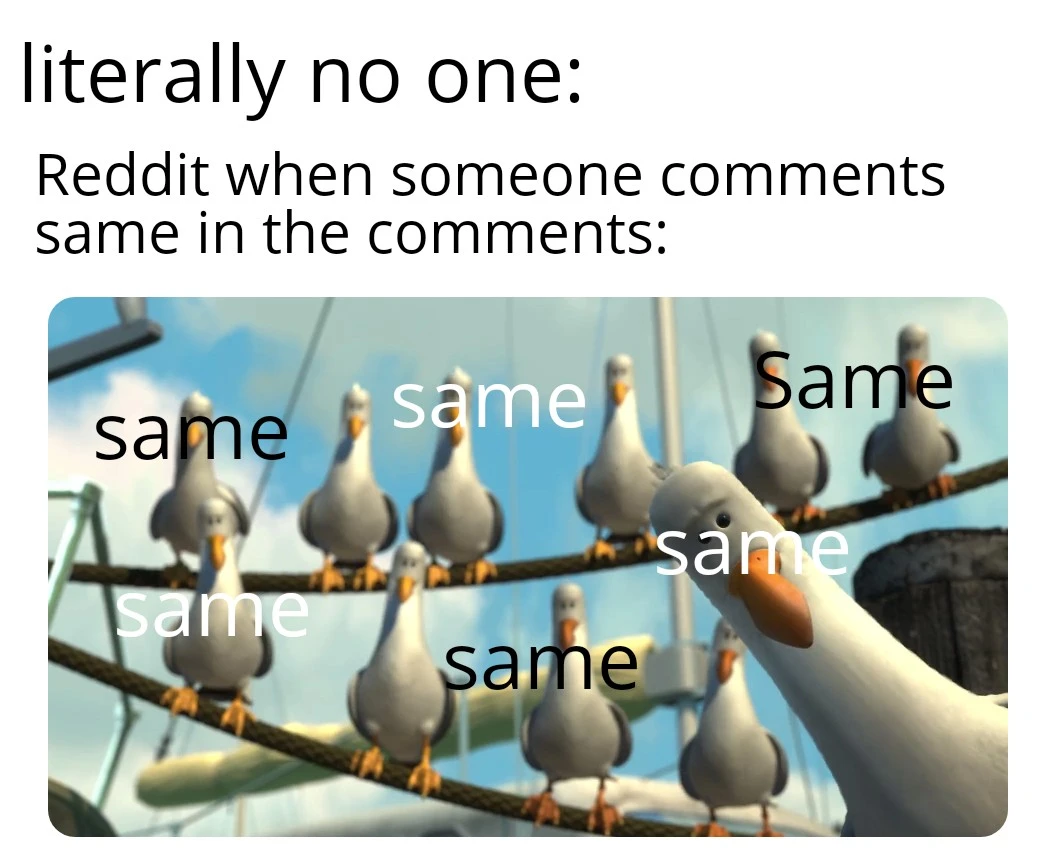 literally no one:
Reddit when someone comments
same in the comments:
same
same
Same
same
same
same